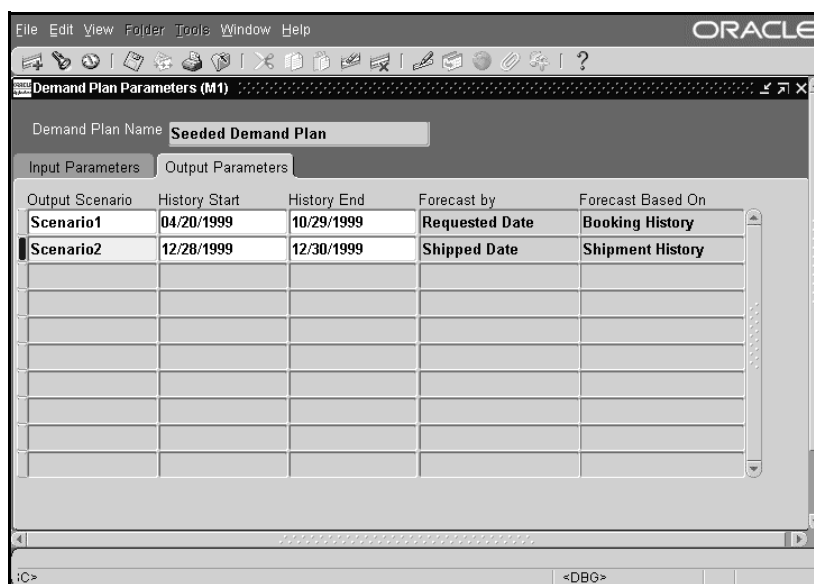 File Edit View Folder Tools Window Help
ORACLE
Demand Plan Parameters (M1)
Demand Plan Name Seeded Demand Plan
Input Parameters Output Parameters
Output Scenario History Start History End Forecast by Forecast Based On
Scenario1 04/20/1999 10/29/1999 Requested Date Booking History
Scenario2 12/28/1999 12/30/1999 Shipped Date Shipment History
<DBG>